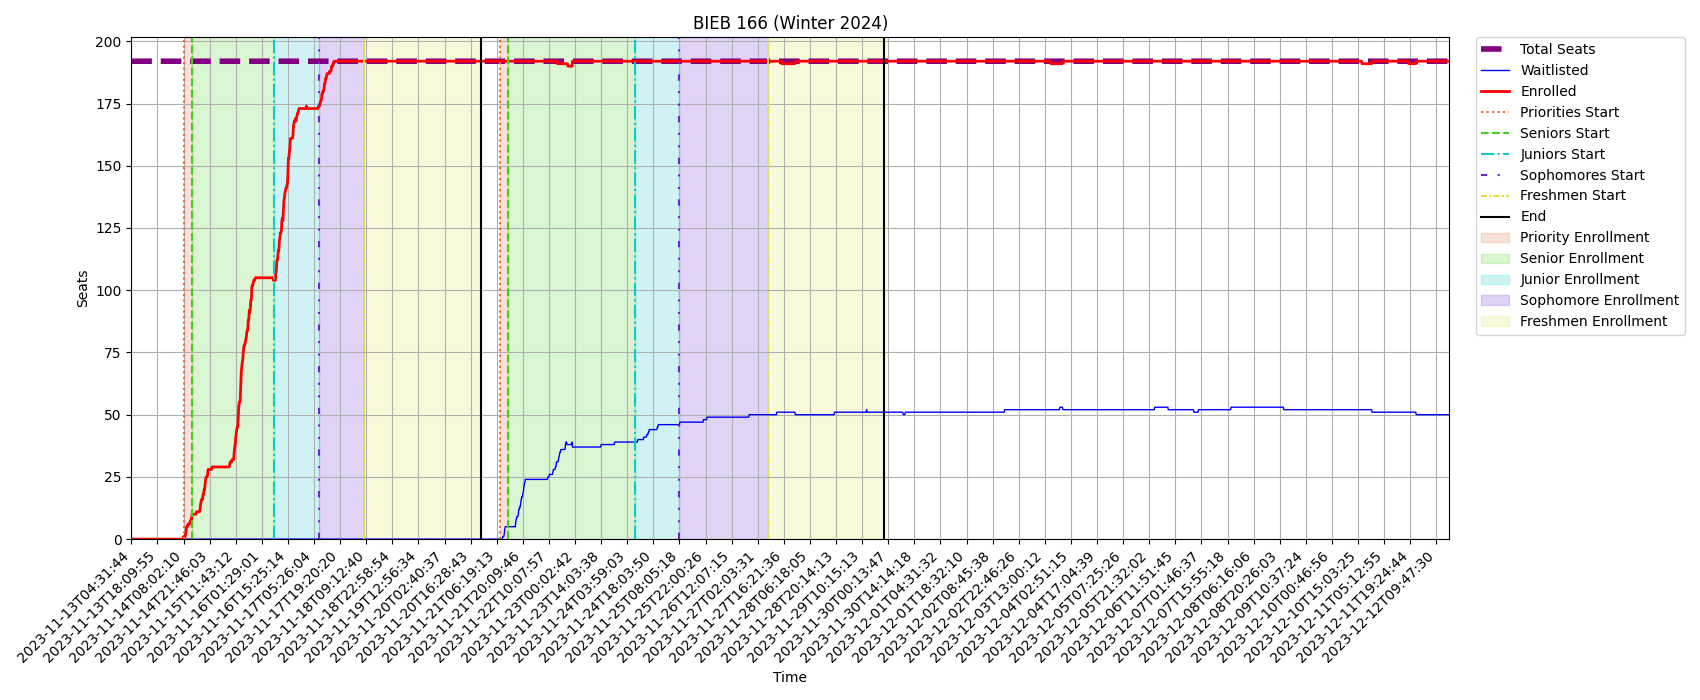 BIEB 166 (Winter 2024)
200
175
150
125
100
75
50
25
0
Seats
2023-11-13T04:31:44
2023-11-13T18:09:55
2023-11-14T08:02:10
2023-11-14T21:46:03
2023-11-15T11:43:12
2023-11-16T01:29:01
2023-11-16T15:25:14
2023-11-17T05:26:04
2023-11-17T19:20:20
2023-11-18T09:12:40
2023-11-18T22:58:54
2023-11-19T12:56:34
2023-11-20T02:40:37
2023-11-20T16:28:43
2023-11-21T06:19:13
2023-11-21T20:09:46
2023-11-22T10:07:57
2023-11-23T00:02:42
2023-11-23T14:03:38
2023-11-24T03:59:03
2023-11-24T18:03:50
2023-11-25T08:05:18
2023-11-25T22:00:26
2023-11-26T12:07:15
2023-11-27T02:03:31
2023-11-27T16:21:36
2023-11-28T06:18:05
2023-11-28T20:14:13
2023-11-29T10:15:13
2023-11-30T00:13:47
2023-11-30T14:14:18
2023-12-01T04:31:32
2023-12-01T18:32:10
2023-12-02T08:45:38
2023-12-02T22:46:26
2023-12-03T13:00:12
2023-12-04T02:51:15
2023-12-04T17:04:39
2023-12-05T07:25:26
2023-12-05T21:32:02
2023-12-06T11:51:45
2023-12-07T01:46:37
2023-12-07T15:55:18
2023-12-08T06:16:06
2023-12-08T20:26:03
2023-12-09T10:37:24
2023-12-10T00:46:56
2023-12-10T15:03:25
2023-12-11T05:12:55
2023-12-11T19:24:44
2023-12-12T09:47:30
Time
Total Seats
Waitlisted
Enrolled
Priorities Start
Seniors Start
Juniors Start
Sophomores Start
Freshmen Start
End
Priority Enrollment
Senior Enrollment
Junior Enrollment
Sophomore Enrollment
Freshmen Enrollment